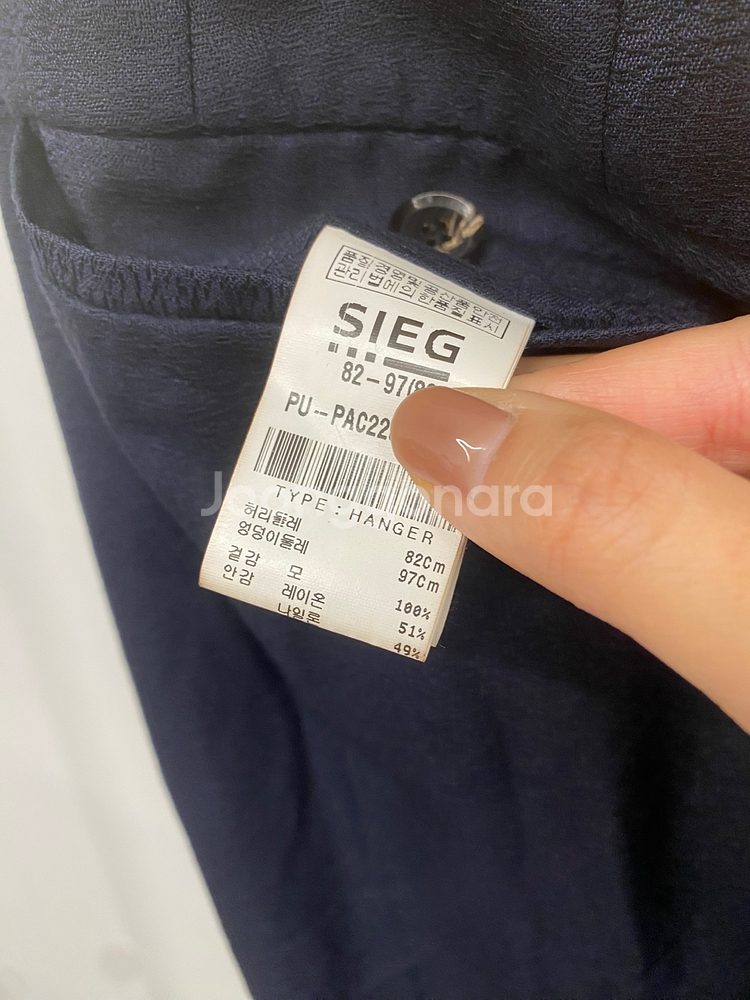 SIEG
82-97(
PU-PAC22
TYPE : HANGER
허리둘레 82Cm
엉덩이둘레 97Cm
겉감 모 100%
안감 레이온 51%
나일론 49%
Joonggonara